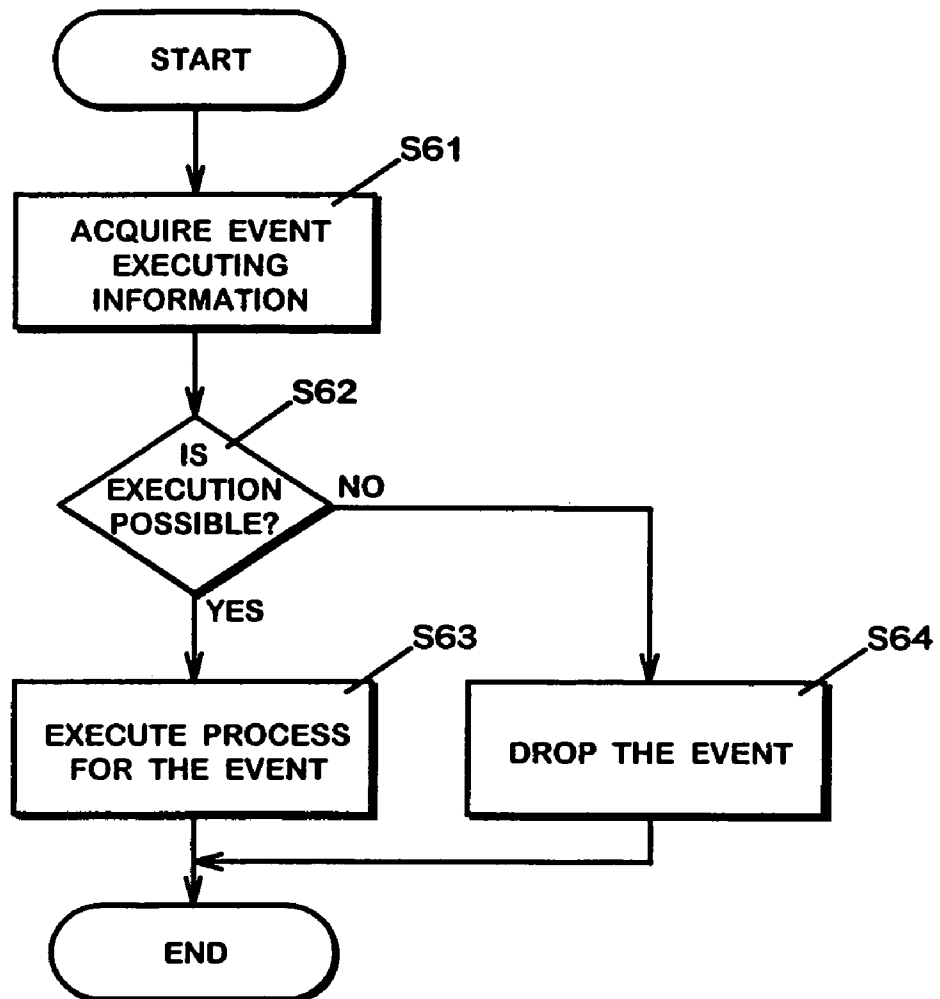 START
S61
ACQUIRE EVENT
EXECUTING
INFORMATION
S62
IS
EXECUTION
POSSIBLE?
NO
YES
S63
EXECUTE PROCESS
FOR THE EVENT
S64
DROP THE EVENT
END